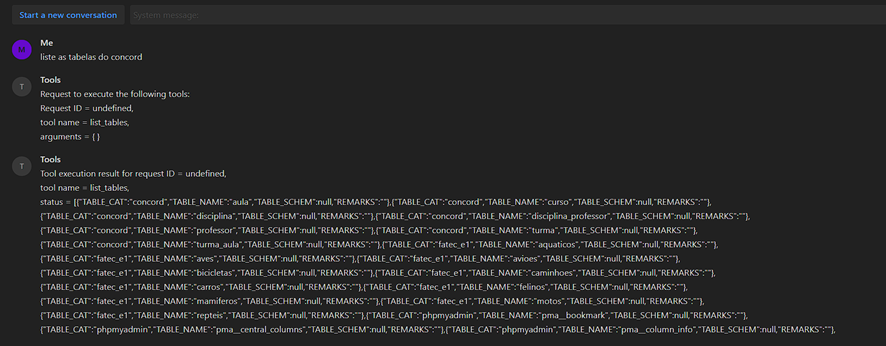 Start a new conversation
System message
M
Me
liste as tabelas do concord
T
Tools
Request to execute the following tools:
Request ID = undefined,
tool name = list_tables,
arguments = { }
T
Tools
Tool execution result for request ID = undefined,
tool name = list_tables,
status = [[{"TABLE_CAT":"concord","TABLE_NAME":"aula","TABLE_SCHEM":null,"REMARKS":""},{"TABLE_CAT":"concord","TABLE_NAME":"curso","TABLE_SCHEM":null,"REMARKS":""},
{"TABLE_CAT":"concord","TABLE_NAME":"disciplina","TABLE_SCHEM":null,"REMARKS":""},{"TABLE_CAT":"concord","TABLE_NAME":"disciplina_professor","TABLE_SCHEM":null,"REMARKS":""},
{"TABLE_CAT":"concord","TABLE_NAME":"professor","TABLE_SCHEM":null,"REMARKS":""},{"TABLE_CAT":"concord","TABLE_NAME":"turma","TABLE_SCHEM":null,"REMARKS":""},
{"TABLE_CAT":"concord","TABLE_NAME":"turma_aula","TABLE_SCHEM":null,"REMARKS":""},{"TABLE_CAT":"fatec_e1","TABLE_NAME":"aquaticos","TABLE_SCHEM":null,"REMARKS":""},
{"TABLE_CAT":"fatec_e1","TABLE_NAME":"aves","TABLE_SCHEM":null,"REMARKS":""},{"TABLE_CAT":"fatec_e1","TABLE_NAME":"avioes","TABLE_SCHEM":null,"REMARKS":""},
{"TABLE_CAT":"fatec_e1","TABLE_NAME":"bicicletas","TABLE_SCHEM":null,"REMARKS":""},{"TABLE_CAT":"fatec_e1","TABLE_NAME":"caminhoes","TABLE_SCHEM":null,"REMARKS":""},
{"TABLE_CAT":"fatec_e1","TABLE_NAME":"carros","TABLE_SCHEM":null,"REMARKS":""},{"TABLE_CAT":"fatec_e1","TABLE_NAME":"felinos","TABLE_SCHEM":null,"REMARKS":""},
{"TABLE_CAT":"fatec_e1","TABLE_NAME":"mamiferos","TABLE_SCHEM":null,"REMARKS":""},{"TABLE_CAT":"fatec_e1","TABLE_NAME":"motos","TABLE_SCHEM":null,"REMARKS":""},
{"TABLE_CAT":"fatec_e1","TABLE_NAME":"repteis","TABLE_SCHEM":null,"REMARKS":""},{"TABLE_CAT":"phpmyadmin","TABLE_NAME":"pma__bookmark","TABLE_SCHEM":null,"REMARKS":""},
{"TABLE_CAT":"phpmyadmin","TABLE_NAME":"pma__central_columns","TABLE_SCHEM":null,"REMARKS":""},{"TABLE_CAT":"phpmyadmin","TABLE_NAME":"pma__column_info","TABLE_SCHEM":null,"REMARKS":""},